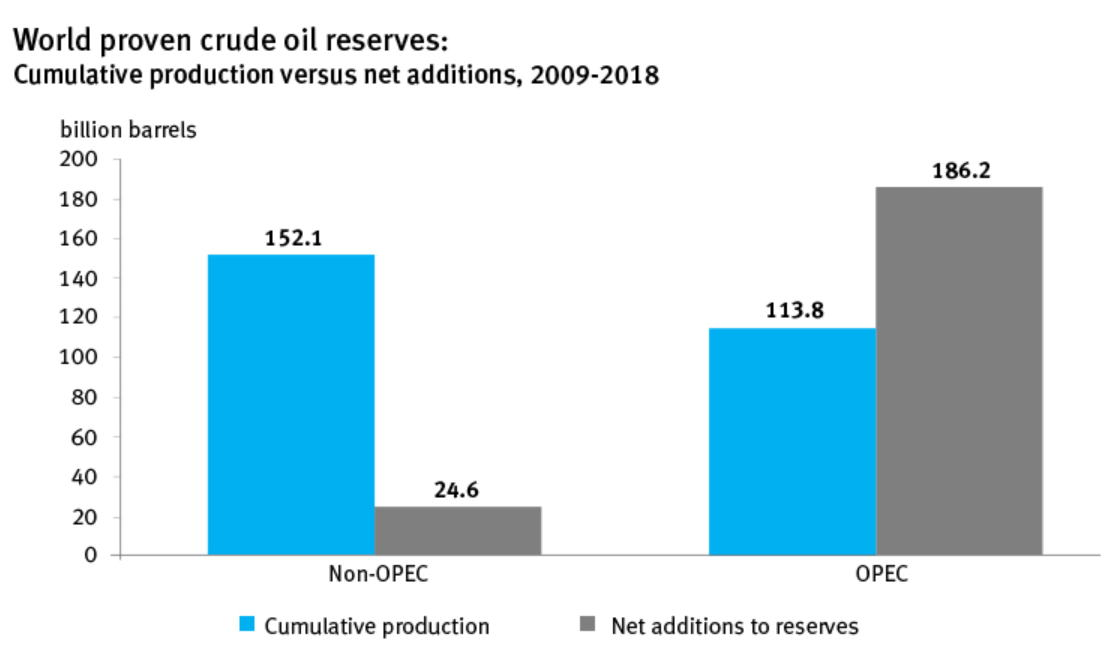 World proven crude oil reserves:
Cumulative production versus net additions, 2009-2018
billion barrels
200
180
160
140
120
100
80
60
40
20
0
152.1
24.6
113.8
186.2
Non-OPEC
OPEC
Cumulative production
Net additions to reserves